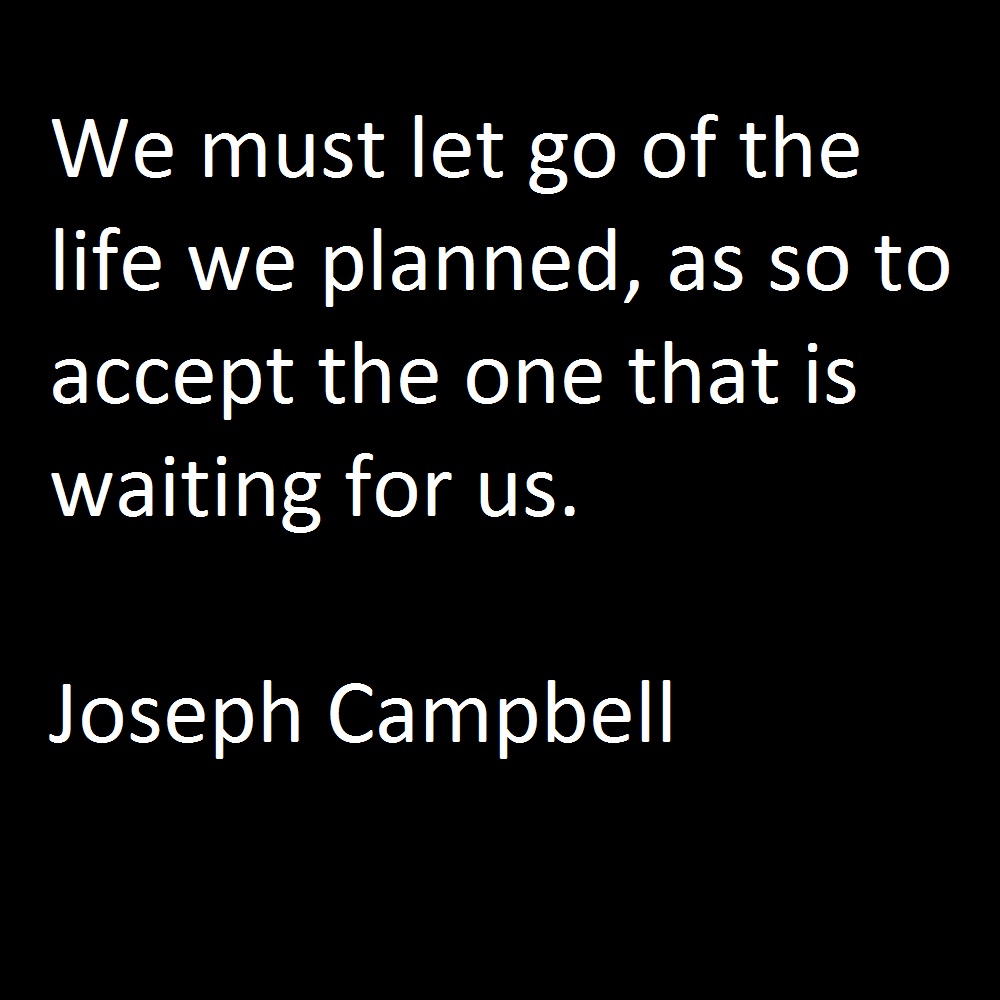 We must let go of the
life we planned, as so to
accept the one that is
waiting for us.
Joseph Campbell